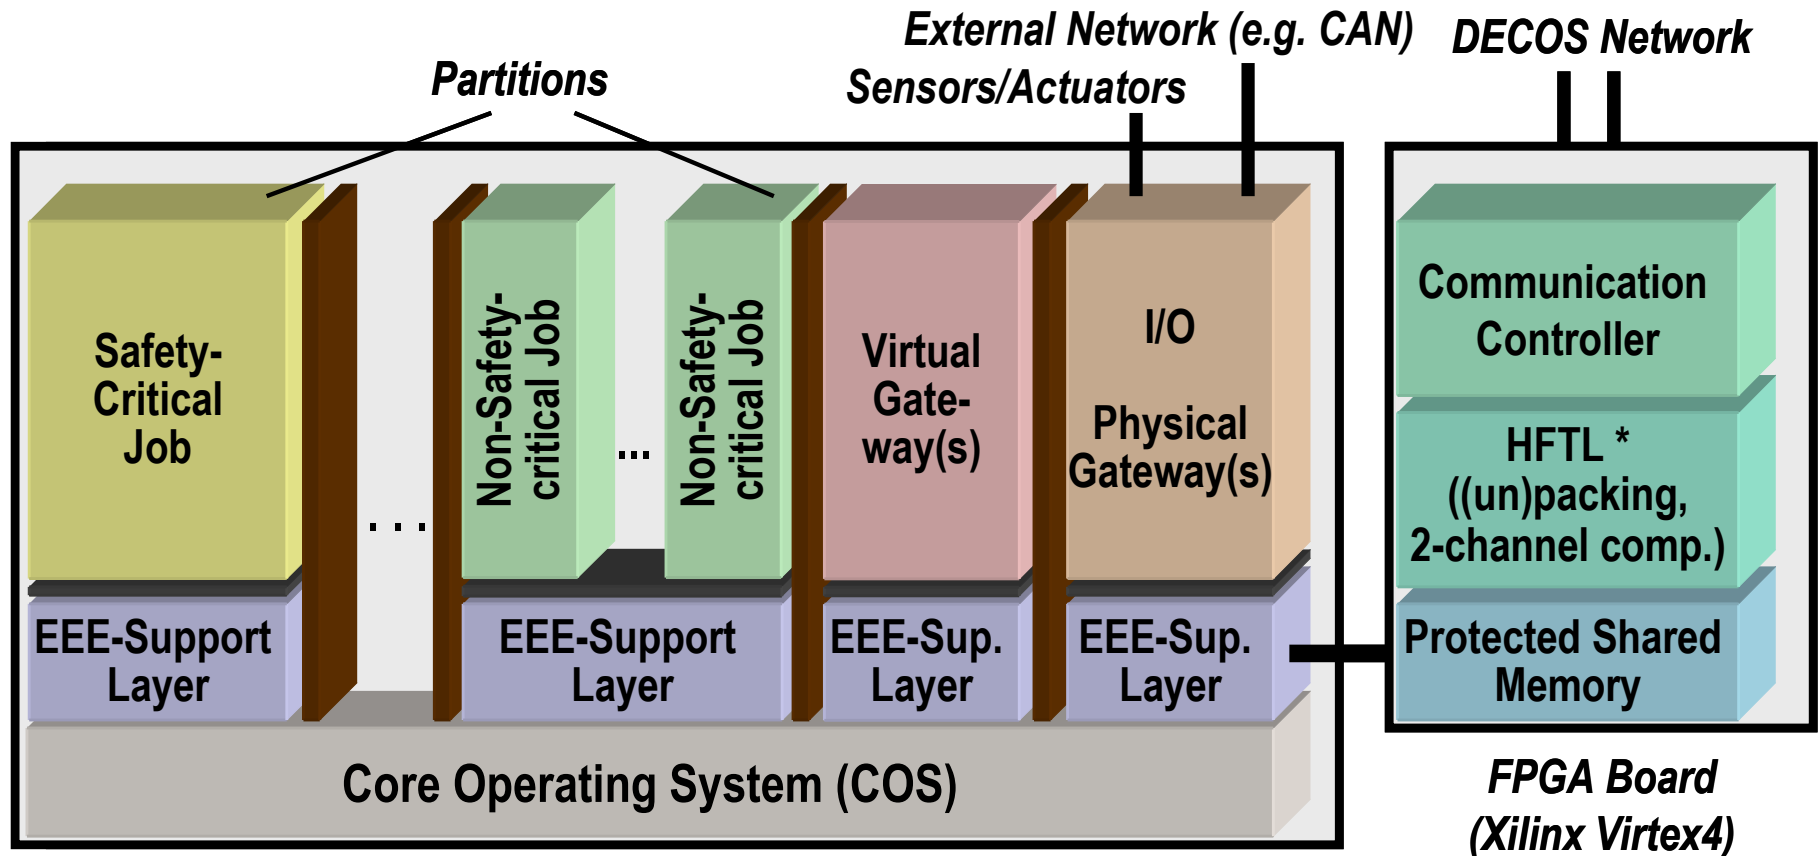 External Network (e.g. CAN)
DECOS Network
Partitions
Sensors/Actuators
Safety-
Critical
Job
. . .
Non-Safety-
critical Job
...
Non-Safety-
critical Job
Virtual
Gate-
way(s)
I/O
Physical
Gateway(s)
EEE-Support
Layer
EEE-Support
Layer
EEE-Sup.
Layer
EEE-Sup.
Layer
Core Operating System (COS)
Communication
Controller
HFTL *
((un)packing,
2-channel comp.)
Protected Shared
Memory
FPGA Board
(Xilinx Virtex4)